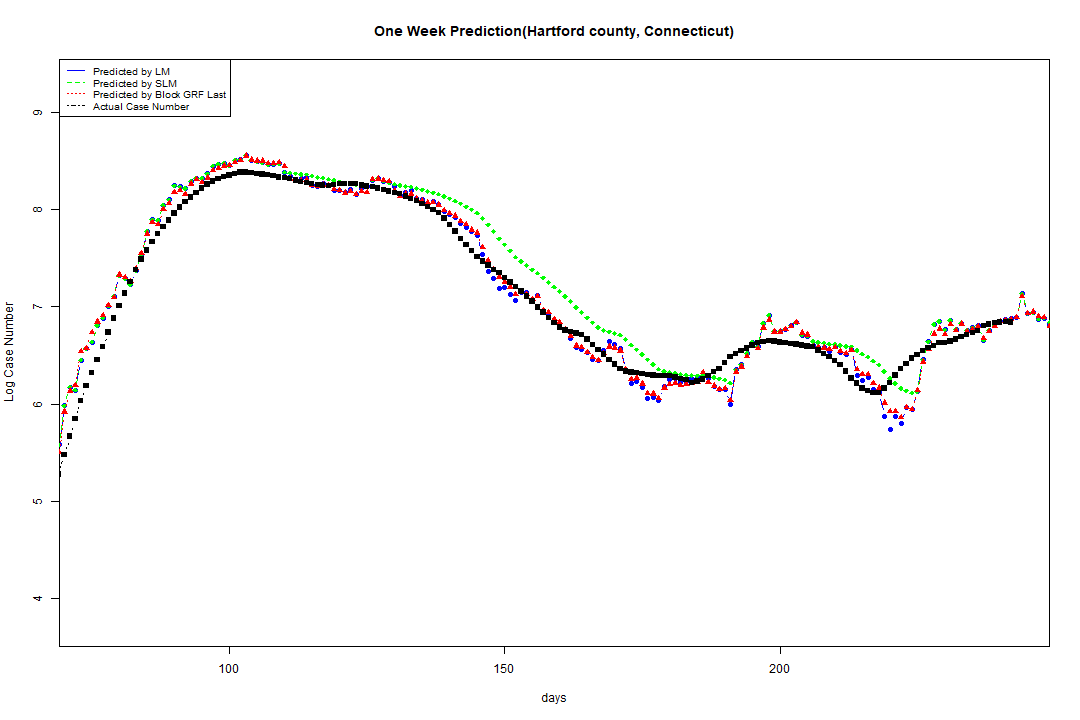 One Week Prediction(Hartford county, Connecticut)
Predicted by LM
Predicted by SLM
Predicted by Block GRF Last
Actual Case Number
9
8
7
6
5
4
Log Case Number
100 150 200
days